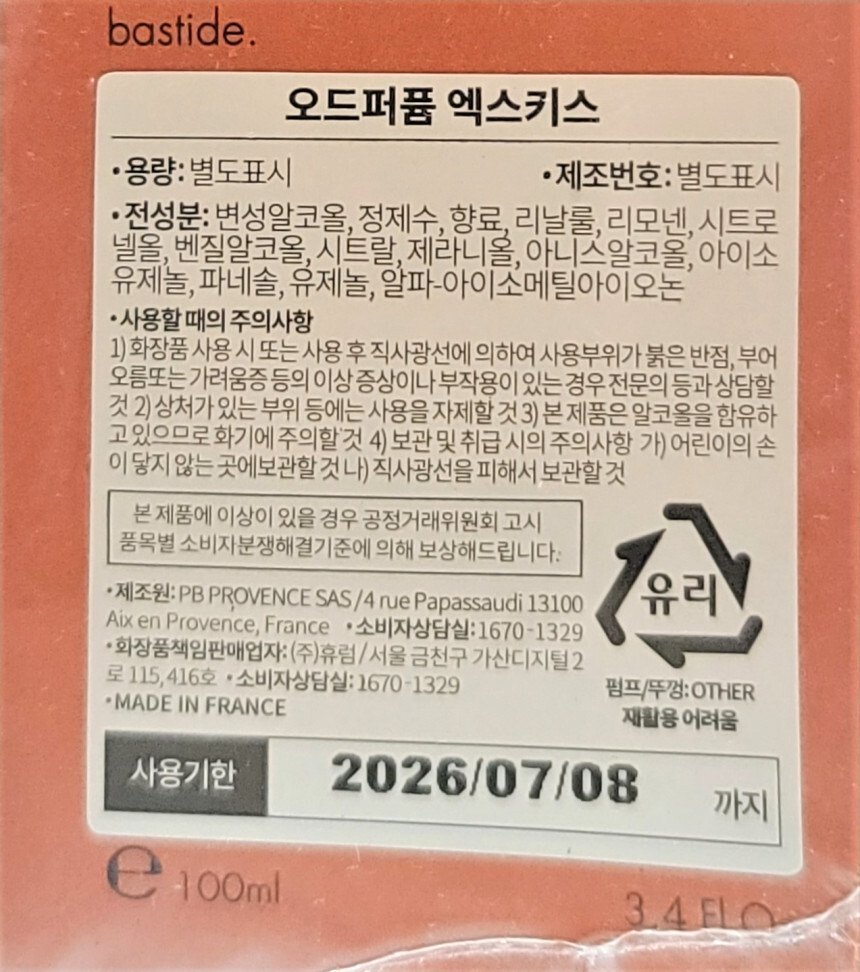 bastide.
오드퍼퓸 엑스키스
•용량: 별도표시 •제조번호: 별도표시
•전성분: 변성알코올, 정제수, 향료, 리날룰, 리모넨, 시트로
넬올, 벤질알코올, 시트랄, 제라니올, 아니스알코올, 아이소
유제놀, 파네솔, 유제놀, 알파-아이소메틸아이오논
•사용할 때의 주의사항
1) 화장품 사용 시 또는 사용 후 직사광선에 의하여 사용부위가 붉은 반점, 부어
오름 또는 가려움증 등의 이상 증상이나 부작용이 있는 경우 전문의 등과 상담할
것 2) 상처가 있는 부위 등에는 사용을 자제할 것 3) 본 제품은 알코올을 함유하
고 있으므로 화기에 주의할 것 4) 보관 및 취급 시의 주의사항 가) 어린이의 손
이 닿지 않는 곳에 보관할 것 나) 직사광선을 피해서 보관할 것
본 제품에 이상이 있을 경우 공정거래위원회 고시
품목별 소비자분쟁해결기준에 의해 보상해드립니다.
유리
•제조원: PB PROVENCE SAS / 4 rue Papassaudi 13100
Aix en Provence, France •소비자상담실: 1670-1329
•화장품책임판매업자: (주)휴럼 / 서울 금천구 가산디지털2
로 115, 416호 •소비자상담실: 1670-1329
•MADE IN FRANCE
펌프/뚜껑: OTHER
재활용 어려움
사용기한 2026/07/08 까지
e 100ml
3.4 FL O